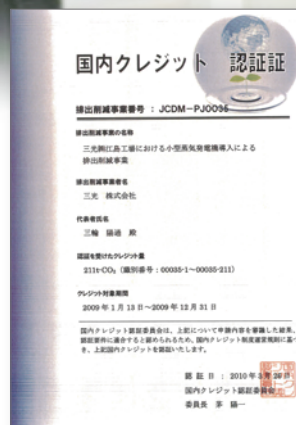 国内クレジット 認証証
排出削減事業番号 : JCDM-PJ0035
排出削減事業の名称
三光㈱江島工場における小型蒸気発電機導入による
排出削減事業
排出削減事業者名
三光 株式会社
代表者氏名
三輪 陽通 殿
認証を受けたクレジット量
211t-CO₂ (識別番号:00035-1~00035-211)
クレジット対象期間
2009年1月13日~2009年12月31日
国内クレジット認証委員会は、上記について申請内容を審議した結果、
認証要件に適合すると認められるため、国内クレジット制度運営規則に基づ
き、上記国内クレジットを認証いたします。
認証日:2010年3月26日
国内クレジット認証委員会
委員長 茅 陽一